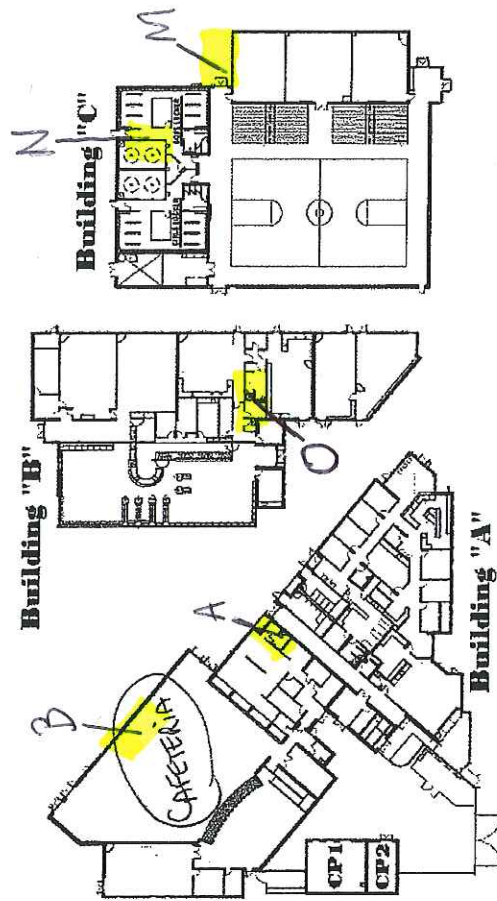 M
N
Building "C"
Building "B"
O
A
B
CAFETERIA
Building "A"
CP1
CP2